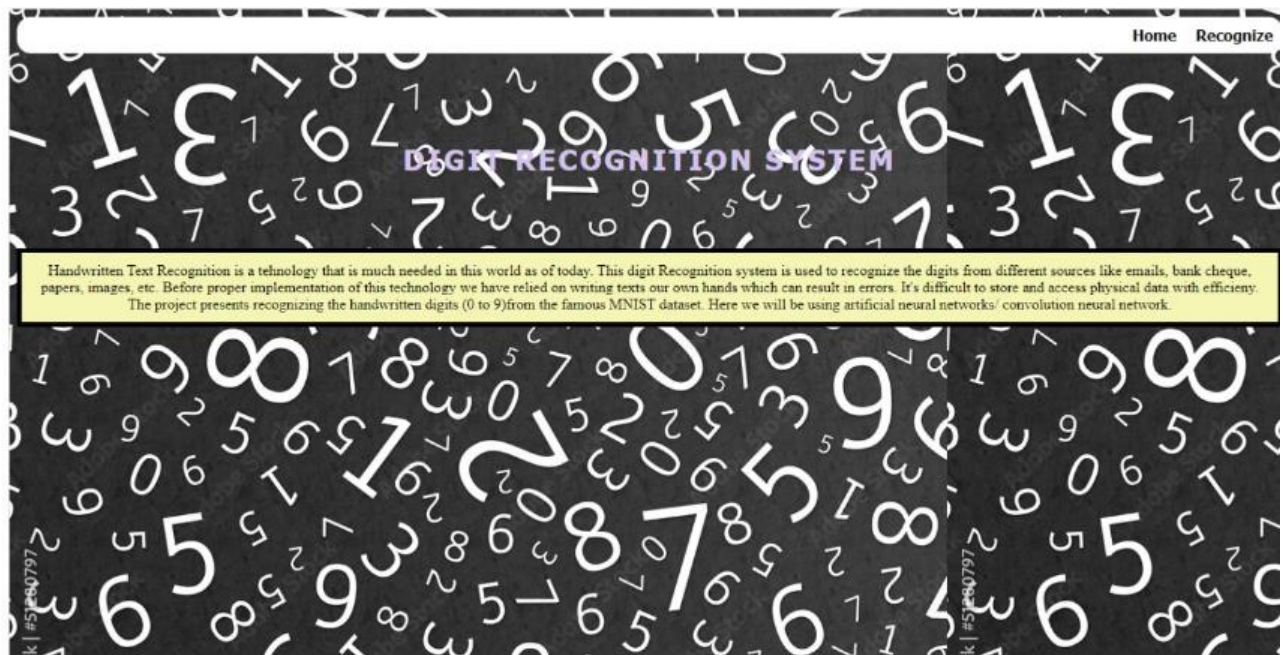 Home Recognize
DIGIT RECOGNITION SYSTEM
Handwritten Text Recognition is a tehnology that is much needed in this world as of today. This digit Recognition system is used to recognize the digits from different sources like emails, bank cheque,
papers, images, etc. Before proper implementation of this technology we have relied on writing texts our own hands which can result in errors. It's difficult to store and access physical data with efficieny.
The project presents recognizing the handwritten digits (0 to 9)from the famous MNIST dataset. Here we will be using artificial neural networks/ convolution neural network.